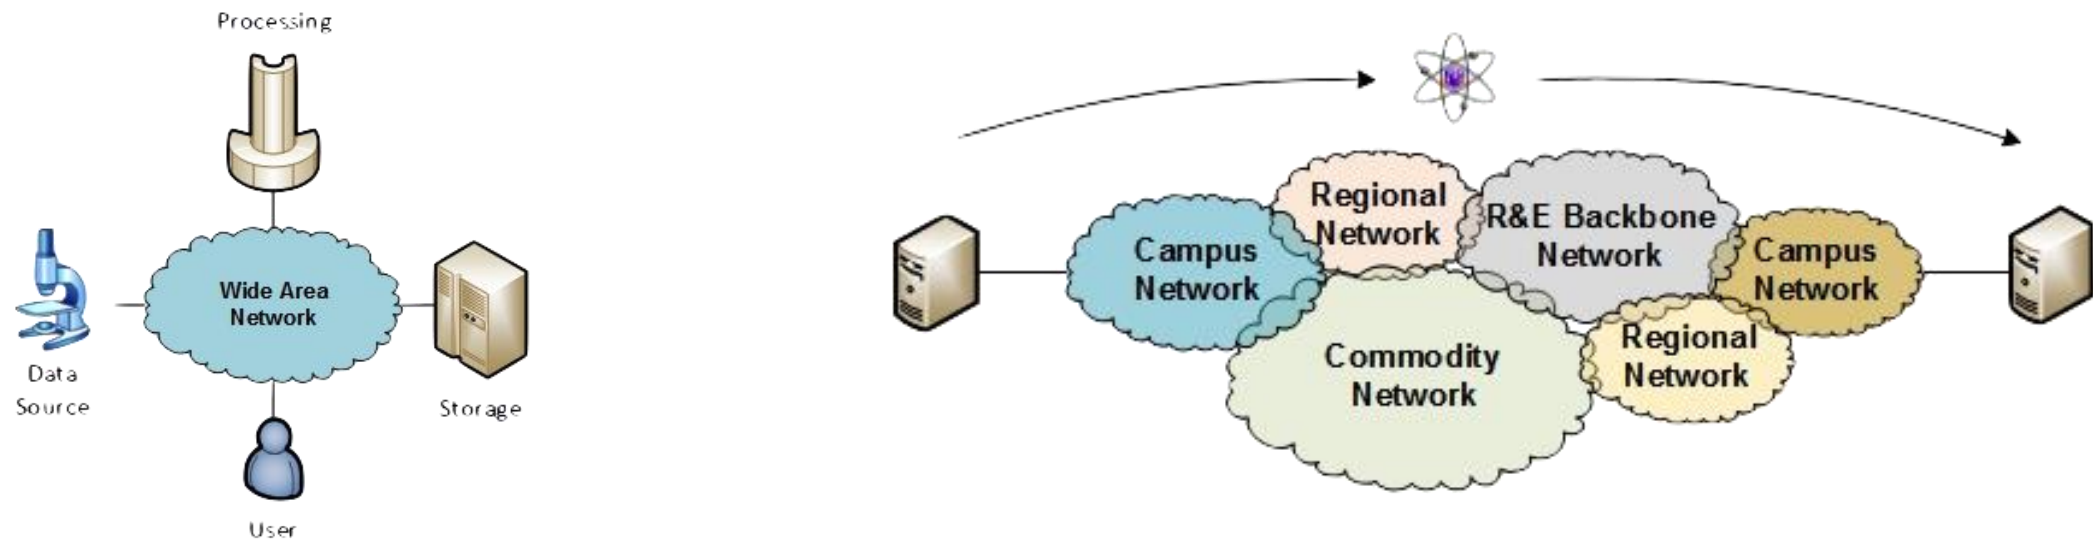 Processing
Wide Area
Network
Data
Source
Storage
User
Campus
Network
Regional
Network
R&E Backbone
Network
Campus
Network
Commodity
Network
Regional
Network